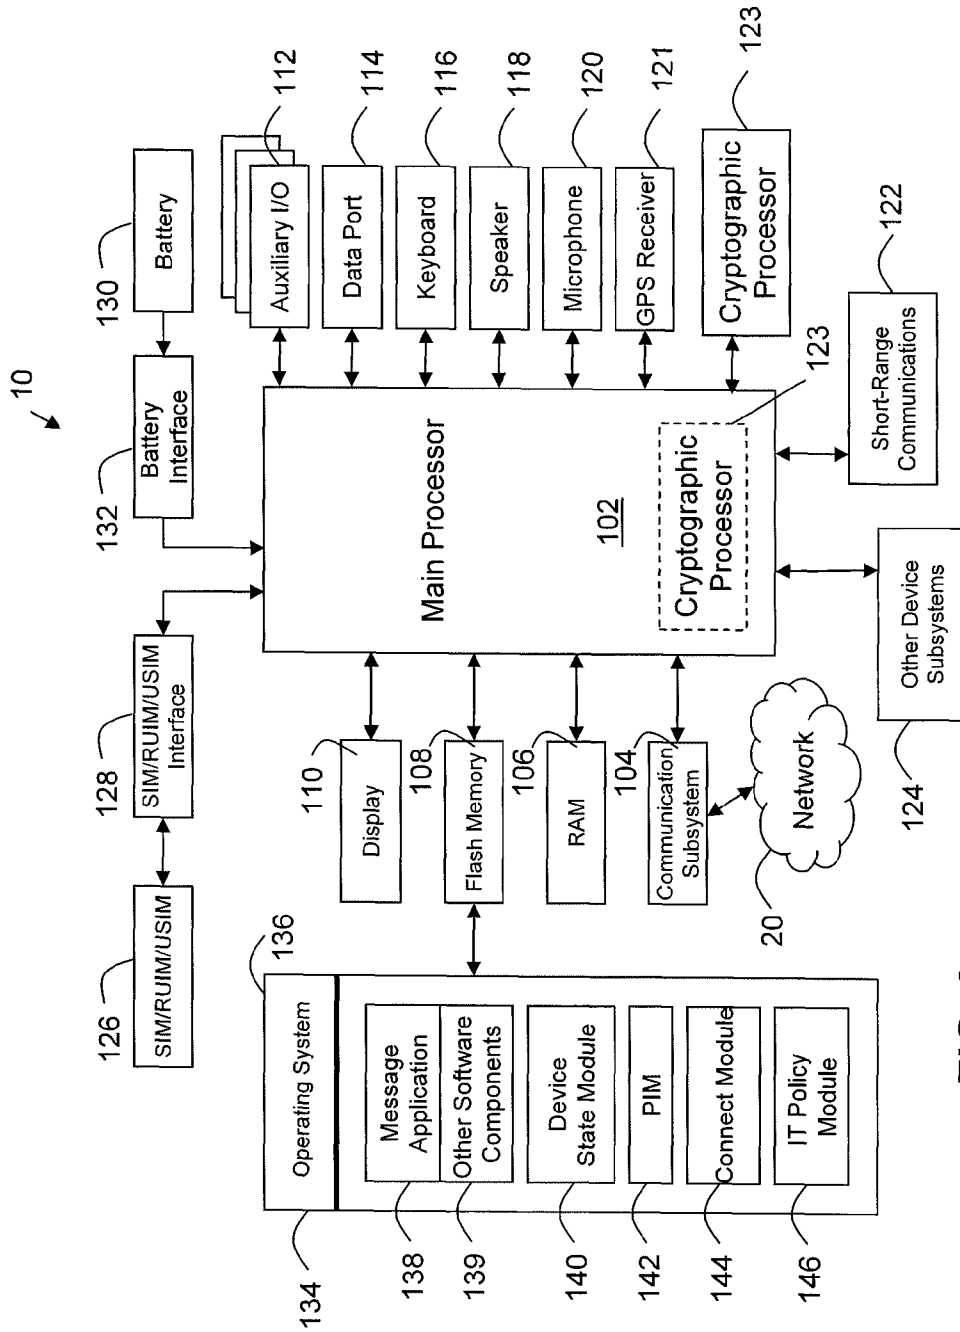 10
126
128
132
130
SIM/RUIM/USIM
SIM/RUIM/USIM
Interface
Battery
Interface
Battery
134
Operating System
136
138
Message
Application
139
Other Software
Components
140
Device
State Module
142
PIM
144
Connect Module
146
IT Policy
Module
110
Display
108
Flash Memory
106
RAM
104
Communication
Subsystem
20
Network
Main Processor
102
Cryptographic
Processor
123
Auxiliary I/O
112
Data Port
114
Keyboard
116
Speaker
118
Microphone
120
GPS Receiver
121
Cryptographic
Processor
123
Short-Range
Communications
122
Other Device
Subsystems
124